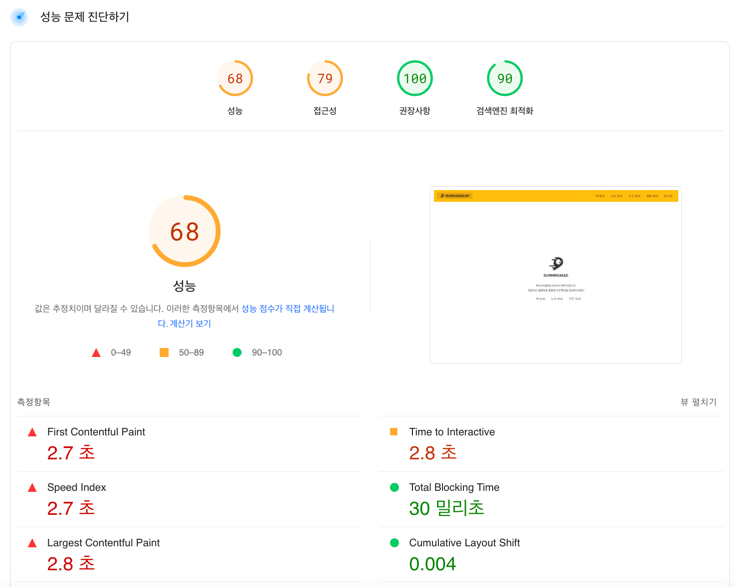 성능 문제 진단하기
68
79
100
90
성능
접근성
권장사항
검색엔진 최적화
68
성능
값은 추정치이며 달라질 수 있습니다. 이러한 측정항목에서 성능 점수가 직접 계산됩니
다. 계산기 보기
0–49
50–89
90–100
측정항목
뷰 펼치기
First Contentful Paint
2.7 초
Time to Interactive
2.8 초
Speed Index
2.7 초
Total Blocking Time
30 밀리초
Largest Contentful Paint
2.8 초
Cumulative Layout Shift
0.004